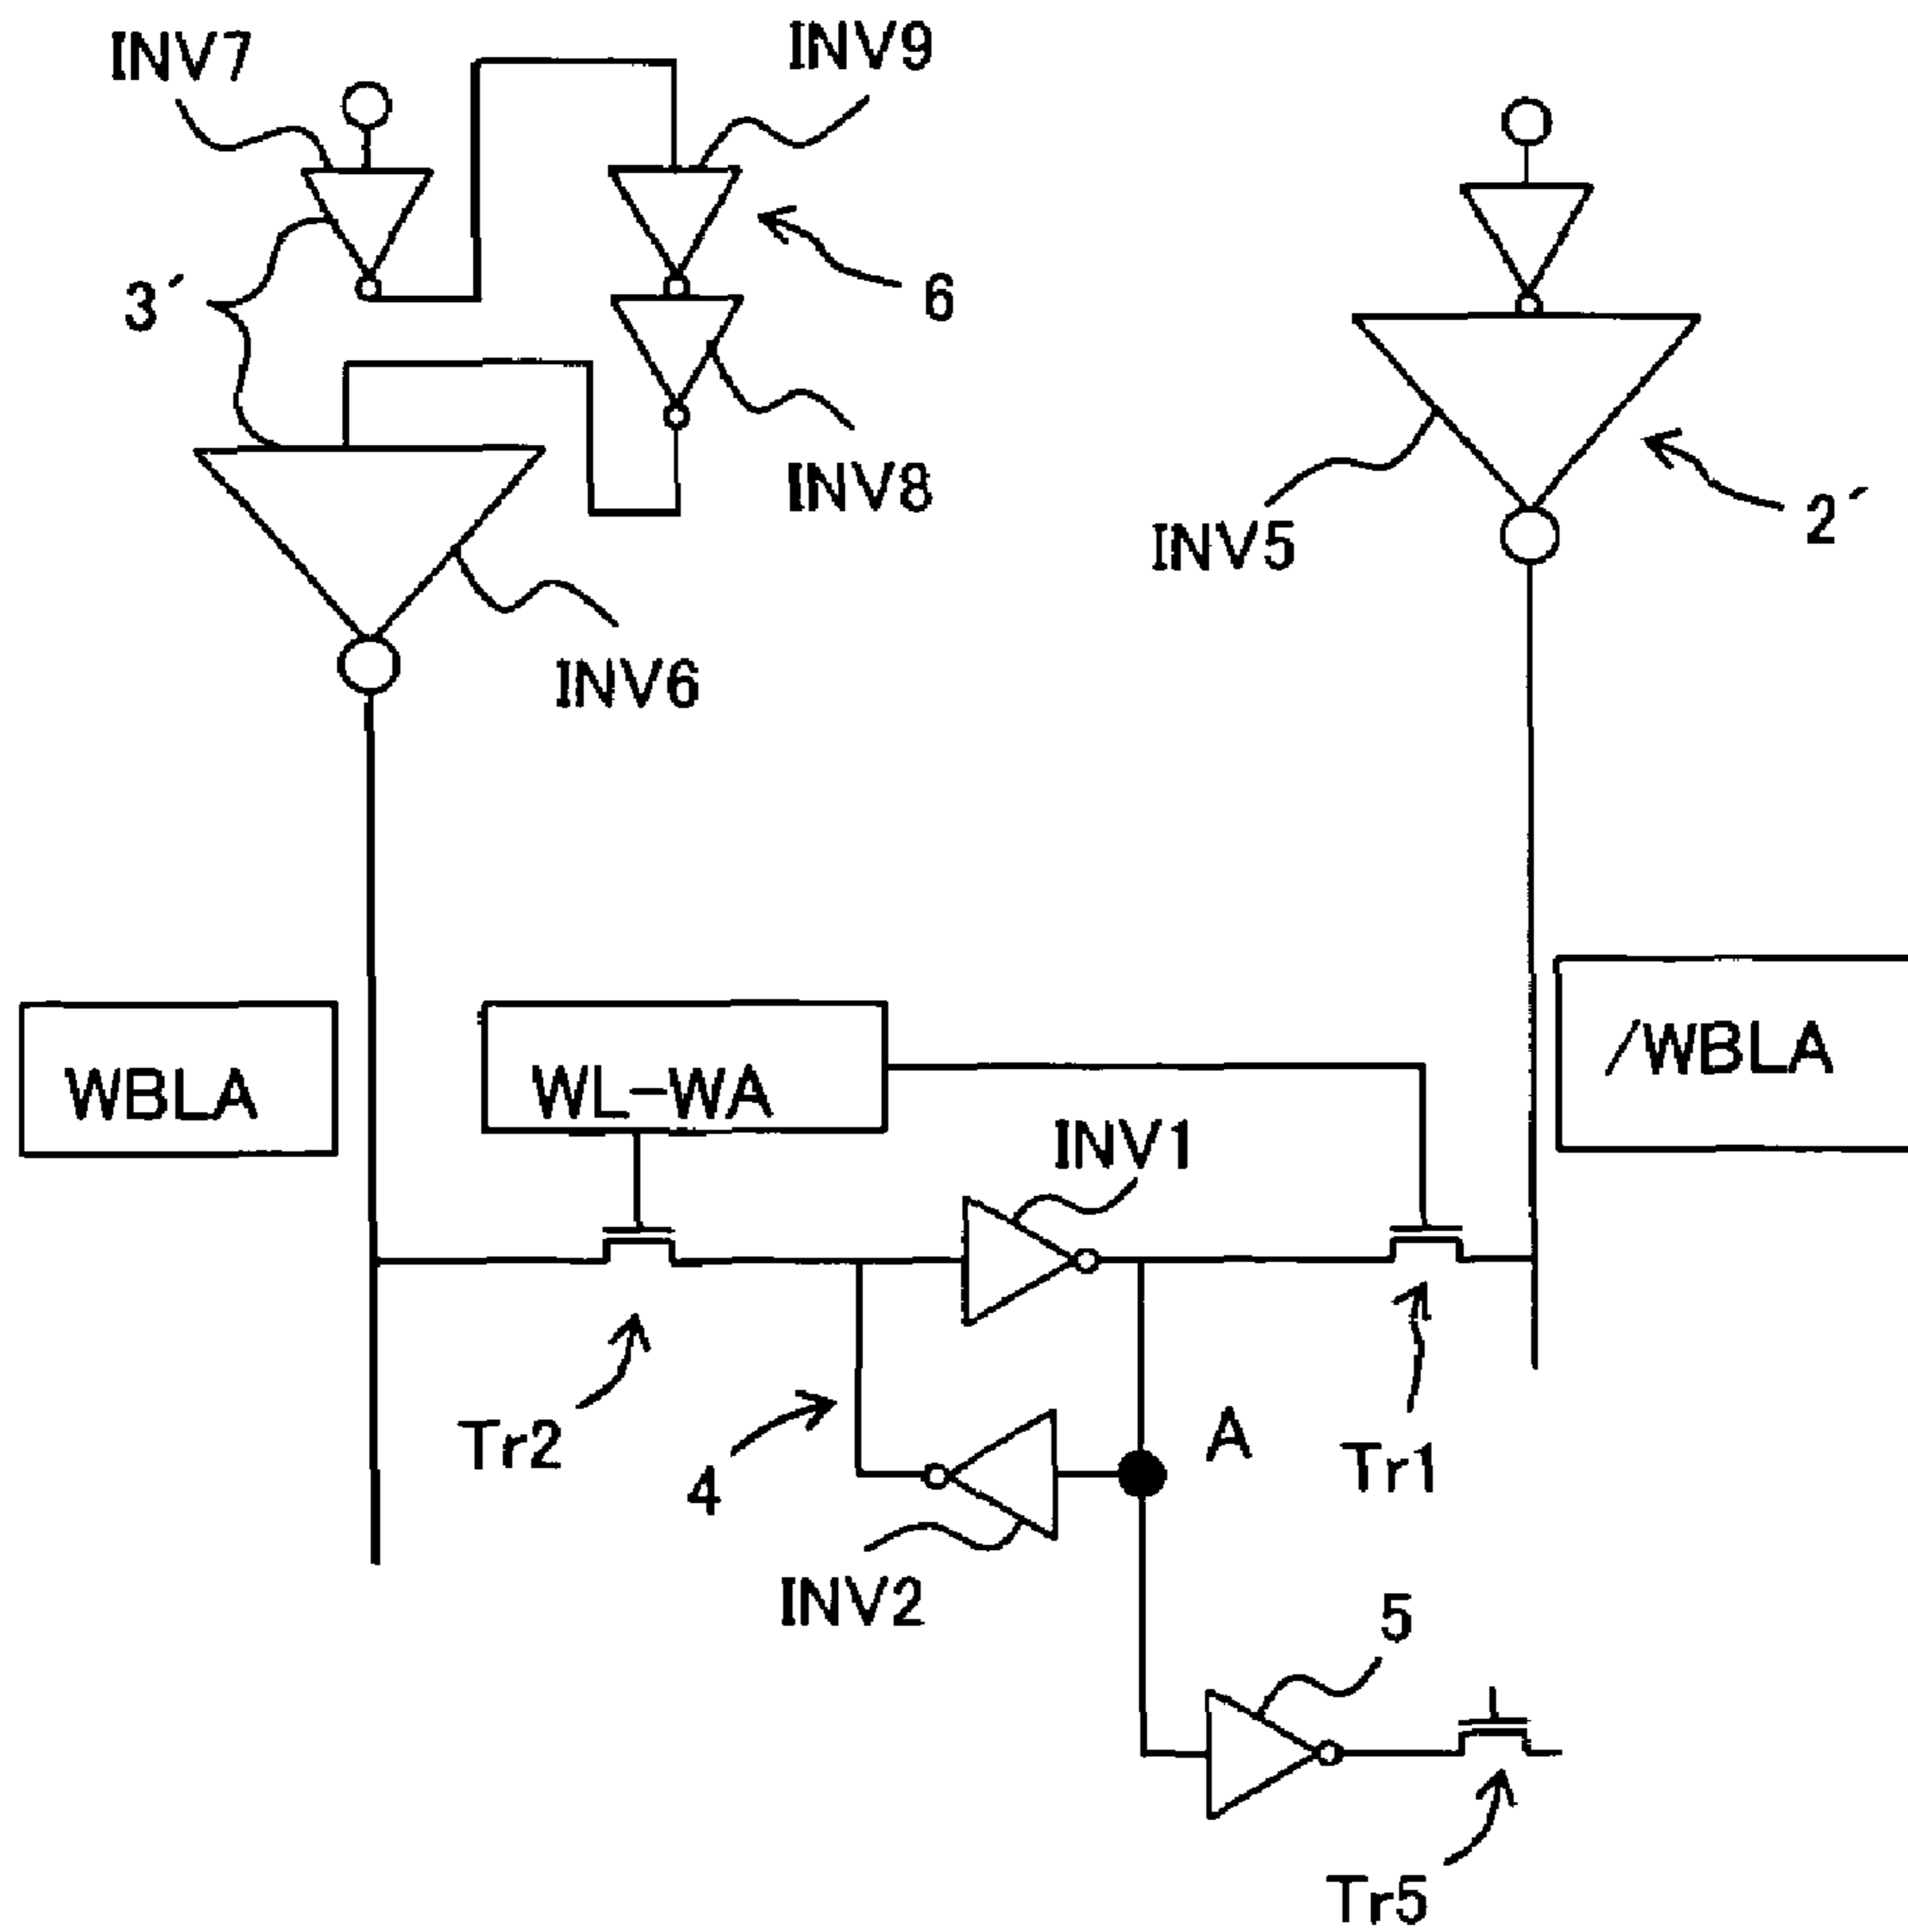 INV7
INV9
3´
6
INV8
INV5
2´
INV6
WBLA
WL-WA
/WBLA
INV1
Tr2
4
A
Tr1
INV2
5
Tr5